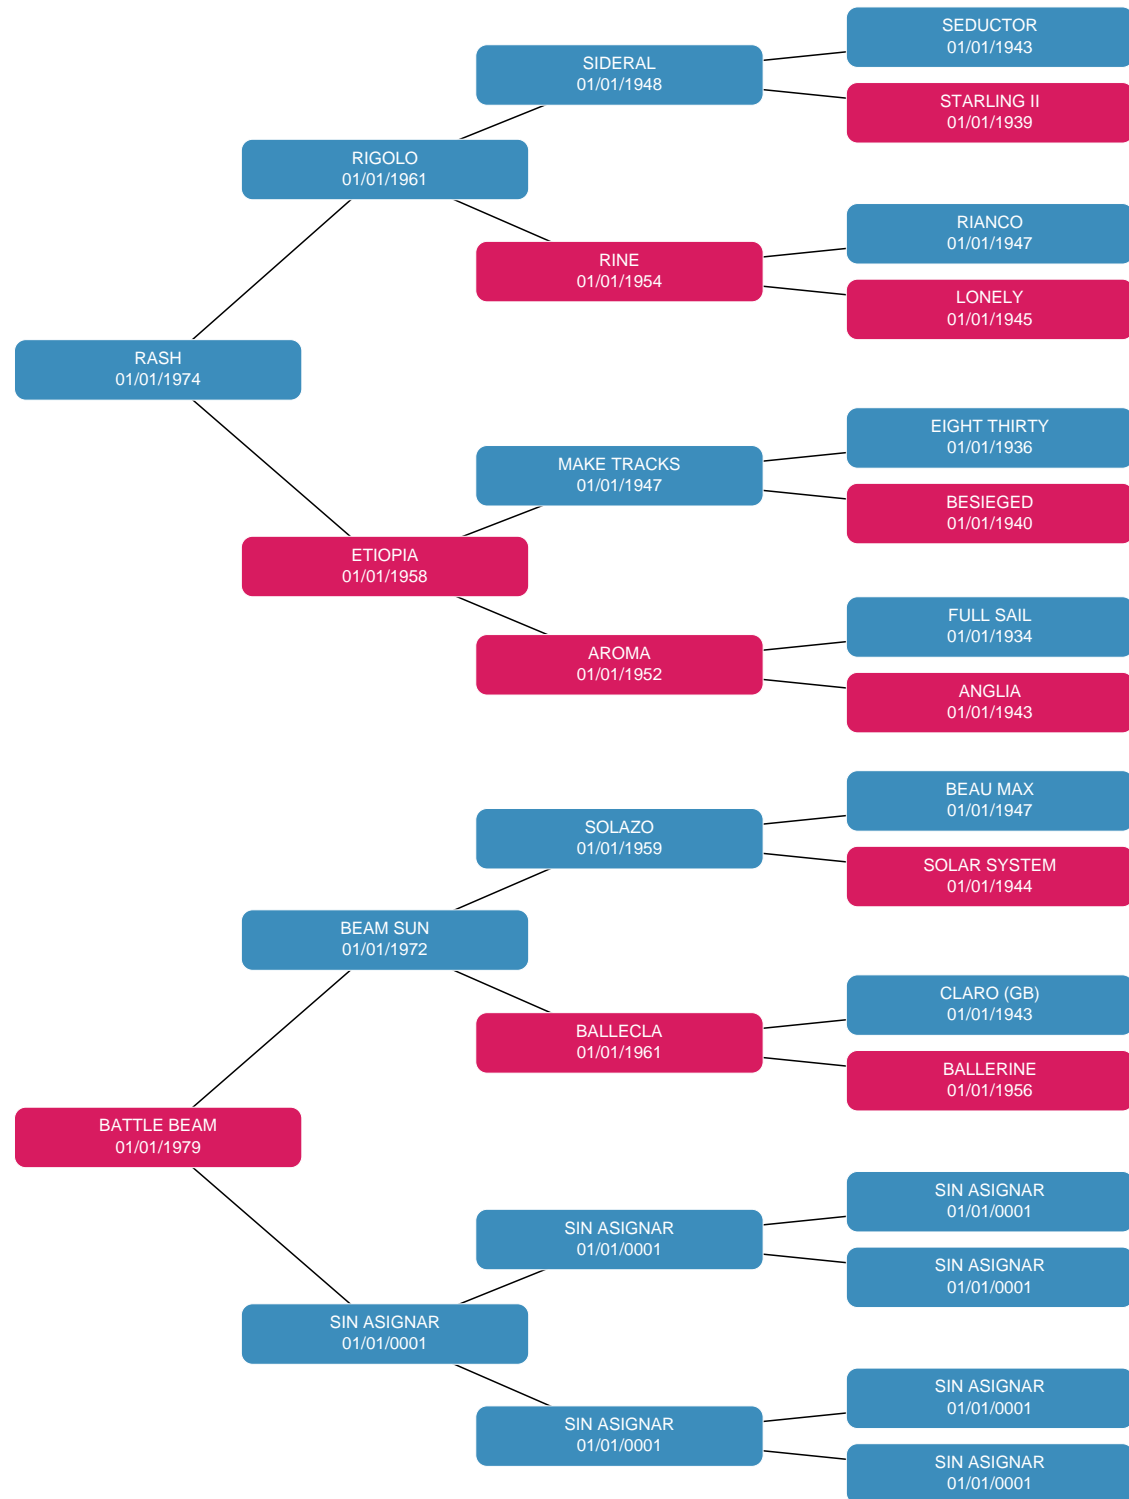 SEDUCTOR
01/01/1943
SIDERAL
01/01/1948
STARLING II
01/01/1939
RIGOLO
01/01/1961
RIANCO
01/01/1947
RINE
01/01/1954
LONELY
01/01/1945
RASH
01/01/1974
EIGHT THIRTY
01/01/1936
MAKE TRACKS
01/01/1947
BESIEGED
01/01/1940
ETIOPIA
01/01/1958
FULL SAIL
01/01/1934
AROMA
01/01/1952
ANGLIA
01/01/1943
BEAU MAX
01/01/1947
SOLAZO
01/01/1959
SOLAR SYSTEM
01/01/1944
BEAM SUN
01/01/1972
CLARO (GB)
01/01/1943
BALLECLA
01/01/1961
BALLERINE
01/01/1956
BATTLE BEAM
01/01/1979
SIN ASIGNAR
01/01/0001
SIN ASIGNAR
01/01/0001
SIN ASIGNAR
01/01/0001
SIN ASIGNAR
01/01/0001
SIN ASIGNAR
01/01/0001
SIN ASIGNAR
01/01/0001
SIN ASIGNAR
01/01/0001